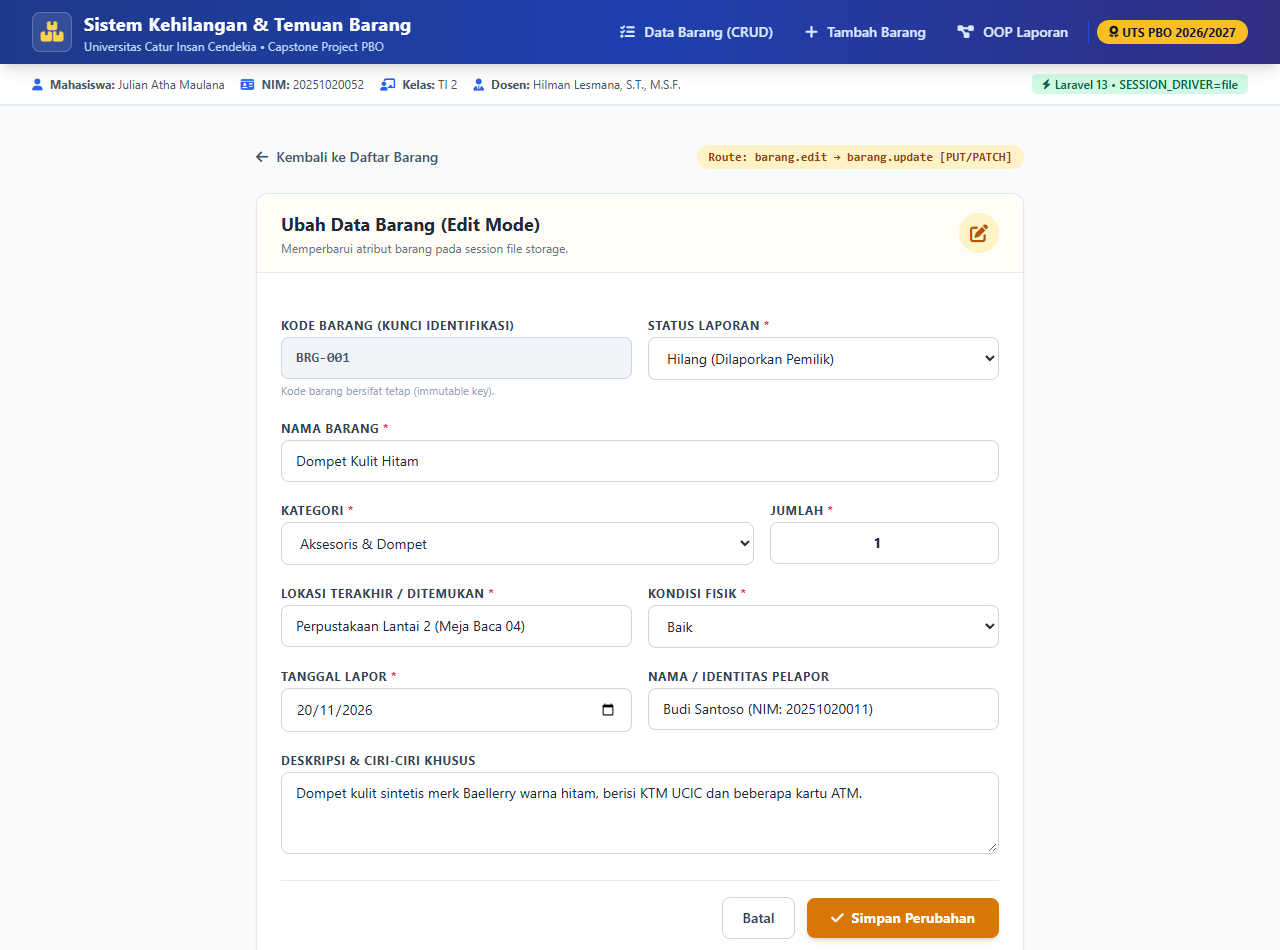 Sistem Kehilangan & Temuan Barang
Universitas Catur Insan Cendekia • Capstone Project PBO
Data Barang (CRUD)
Tambah Barang
OOP Laporan
UTS PBO 2026/2027
Mahasiswa: Julian Atha Maulana
NIM: 20251020052
Kelas: TI 2
Dosen: Hilman Lesmana, S.T., M.S.F.
Laravel 13 • SESSION_DRIVER=file
← Kembali ke Daftar Barang
Route: barang.edit → barang.update [PUT/PATCH]
Ubah Data Barang (Edit Mode)
Memperbarui atribut barang pada session file storage.
KODE BARANG (KUNCI IDENTIFIKASI)
BRG-001
Kode barang bersifat tetap (immutable key).
STATUS LAPORAN *
Hilang (Dilaporkan Pemilik)
NAMA BARANG *
Dompet Kulit Hitam
KATEGORI *
Aksesoris & Dompet
JUMLAH *
1
LOKASI TERAKHIR / DITEMUKAN *
Perpustakaan Lantai 2 (Meja Baca 04)
KONDISI FISIK *
Baik
TANGGAL LAPOR *
20/11/2026
NAMA / IDENTITAS PELAPOR
Budi Santoso (NIM: 20251020011)
DESKRIPSI & CIRI-CIRI KHUSUS
Dompet kulit sintetis merk Baellerry warna hitam, berisi KTM UCIC dan beberapa kartu ATM.
Batal
Simpan Perubahan